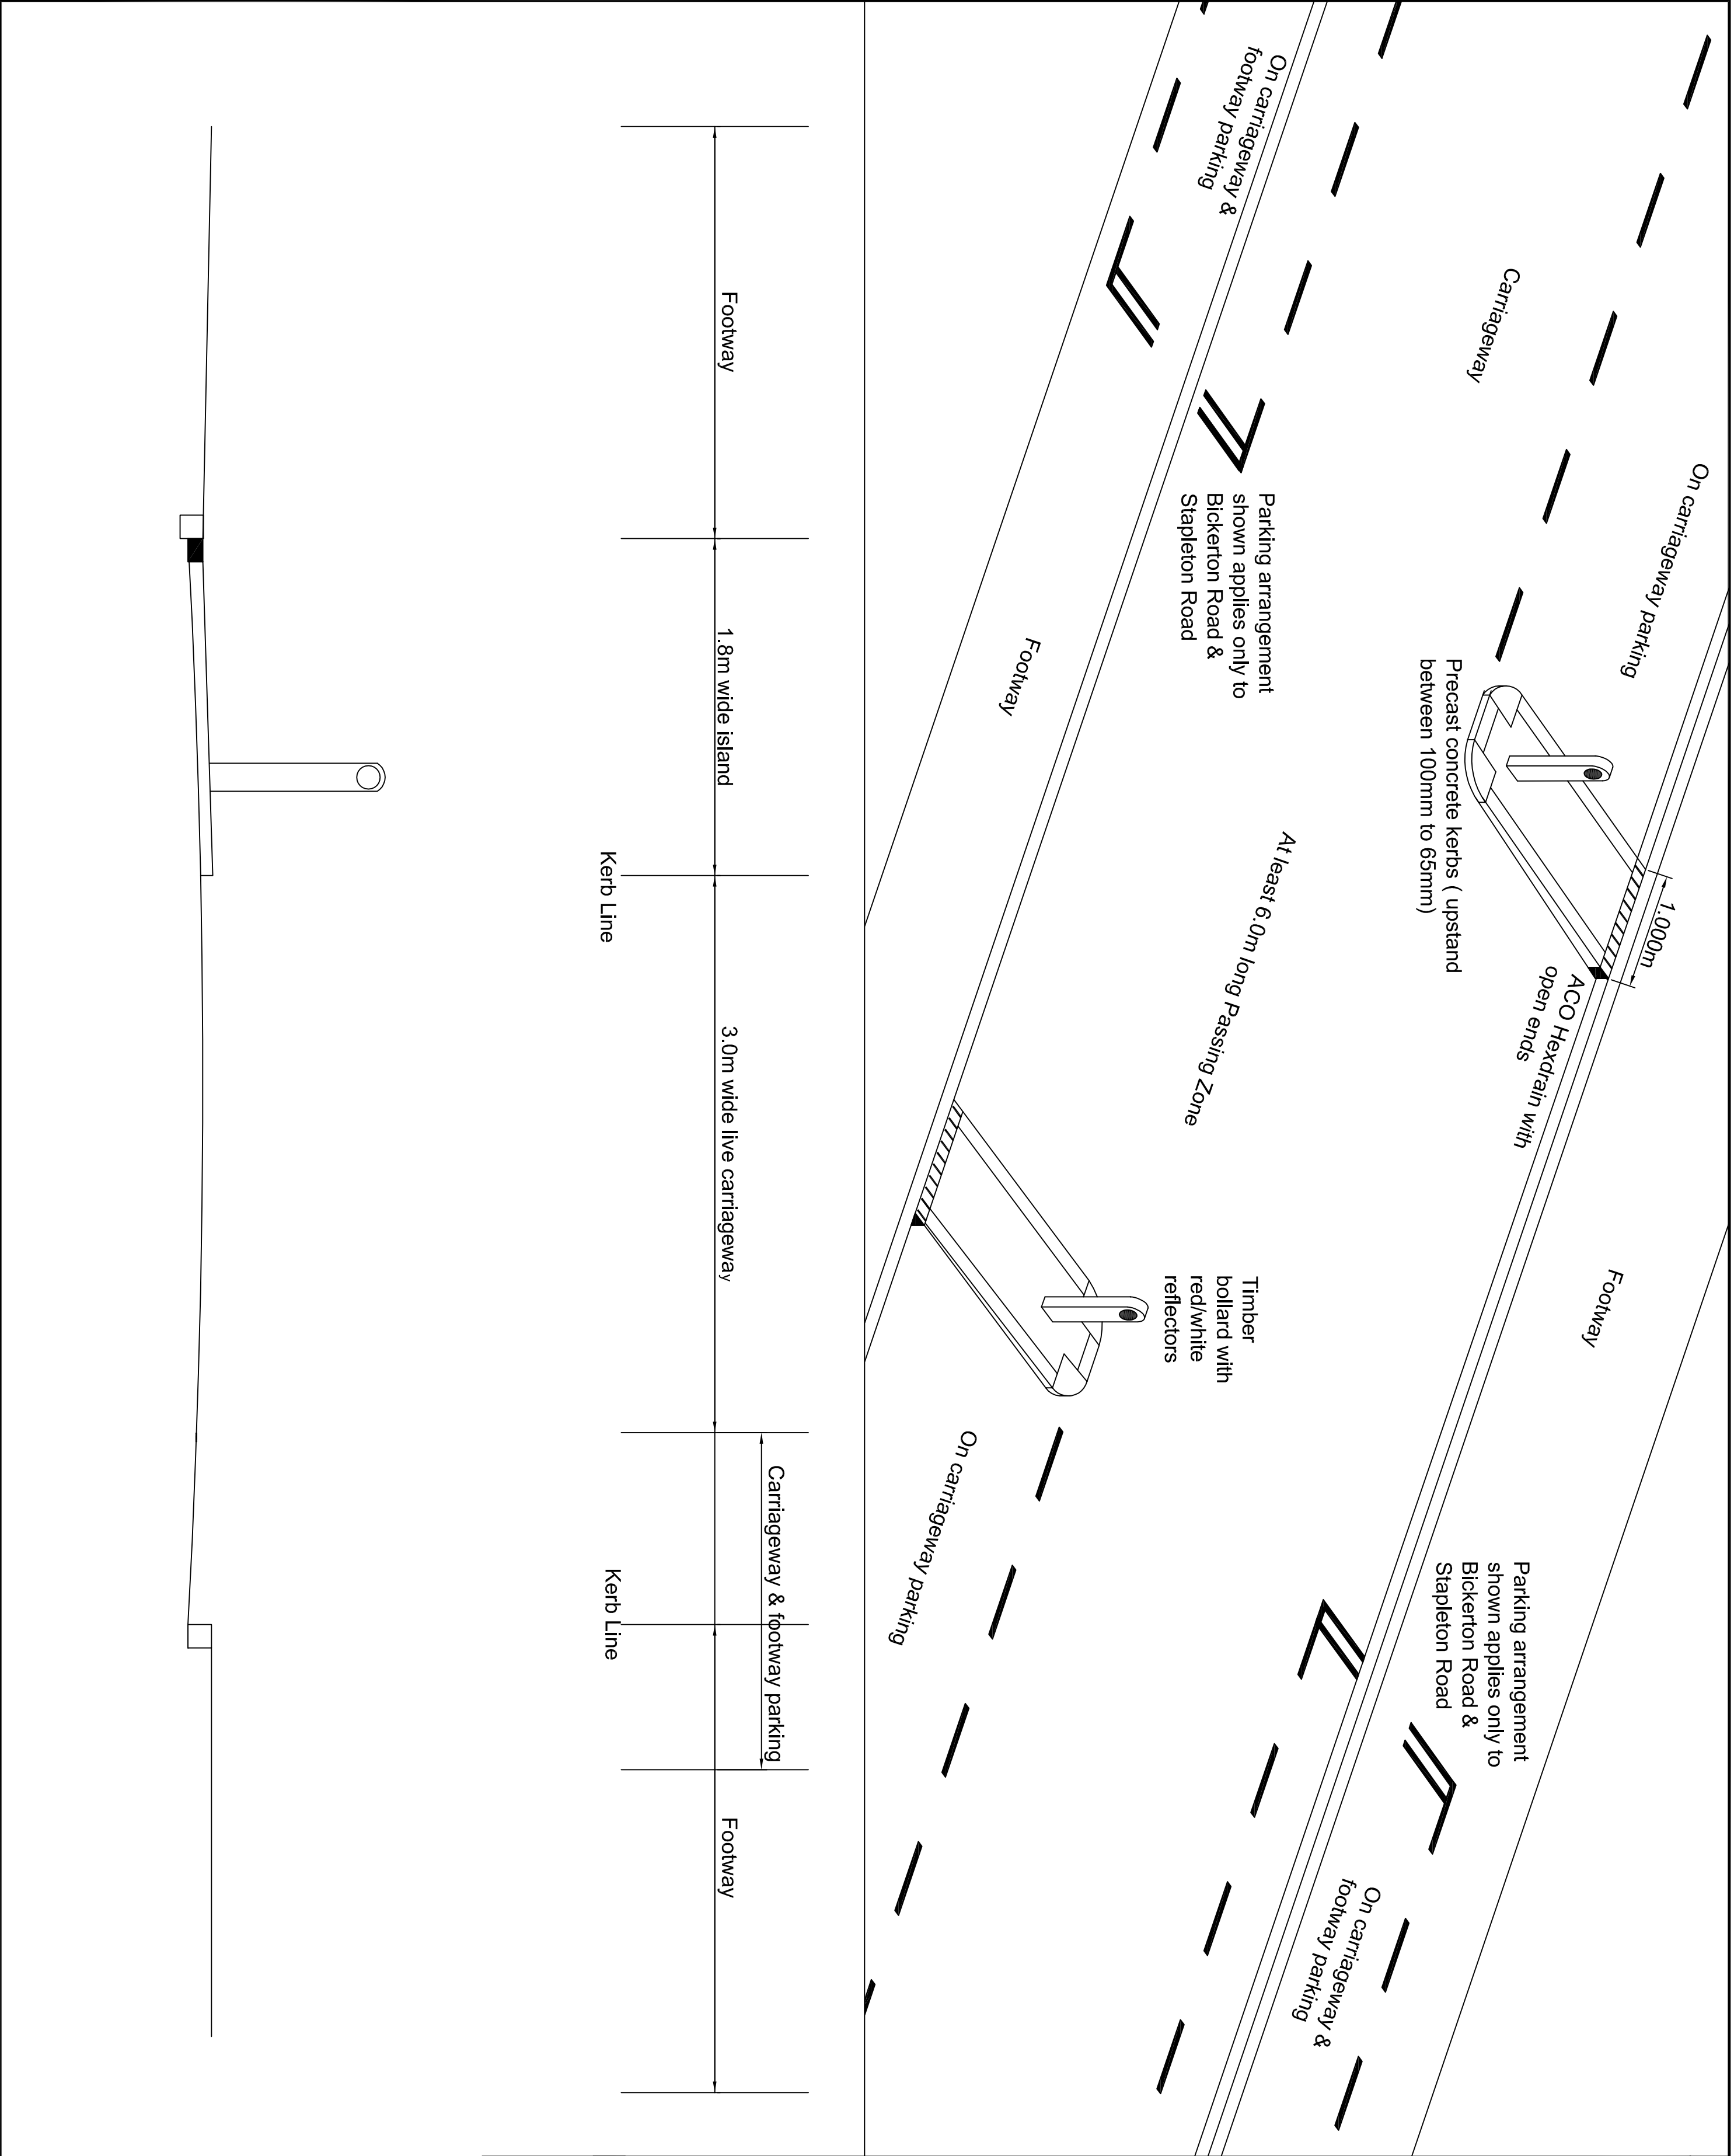 On carriageway parking
Carriageway
On carriageway &
footway parking
Precast concrete kerbs ( upstand
between 100mm to 65mm)
1.000m
ACO Hexdrain with
open ends
Parking arrangement
shown applies only to
Bickerton Road &
Stapleton Road
Footway
At least 6.0m long Passing Zone
Footway
Timber
bollard with
red/white
reflectors
On carriageway parking
Parking arrangement
shown applies only to
Bickerton Road &
Stapleton Road
On carriageway &
footway parking
Footway
1.8m wide island
3.0m wide live carriageway
Carriageway & footway parking
Footway
Kerb Line
Kerb Line